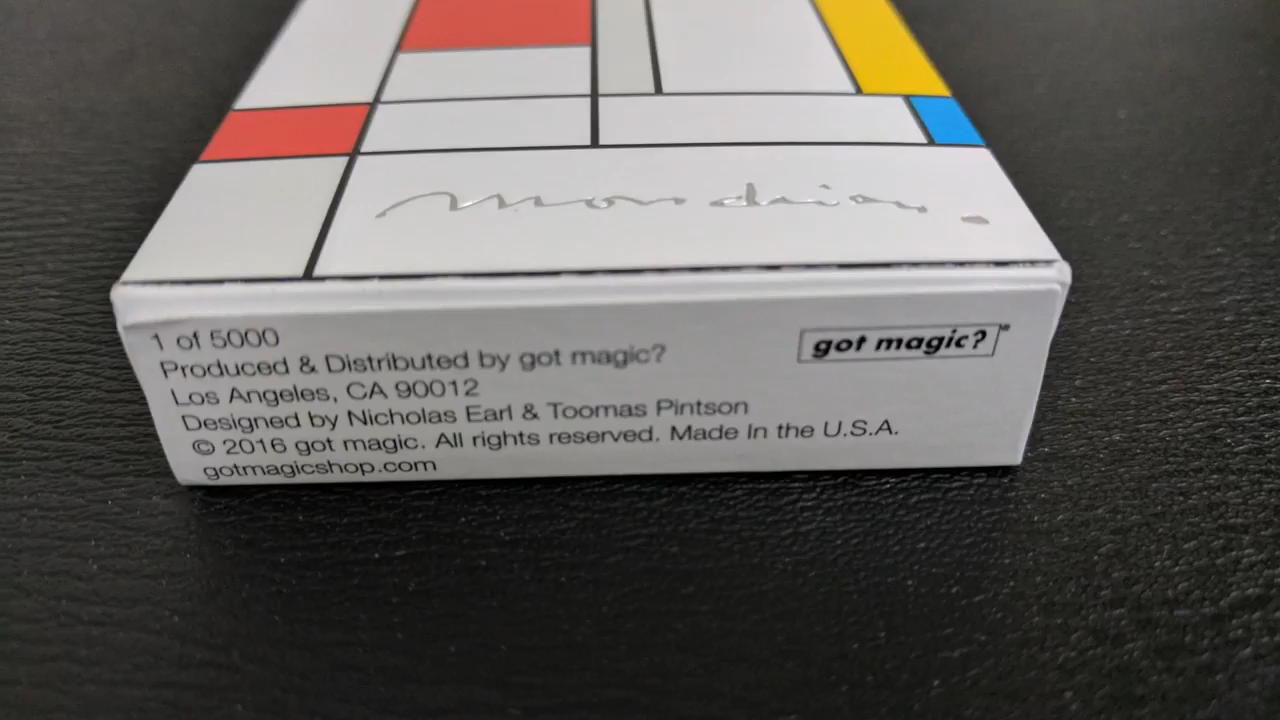 mondrian.
1 of 5000
Produced & Distributed by got magic?
Los Angeles, CA 90012
Designed by Nicholas Earl & Toomas Pintson
© 2016 got magic. All rights reserved. Made In the U.S.A.
gotmagicshop.com
got magic?